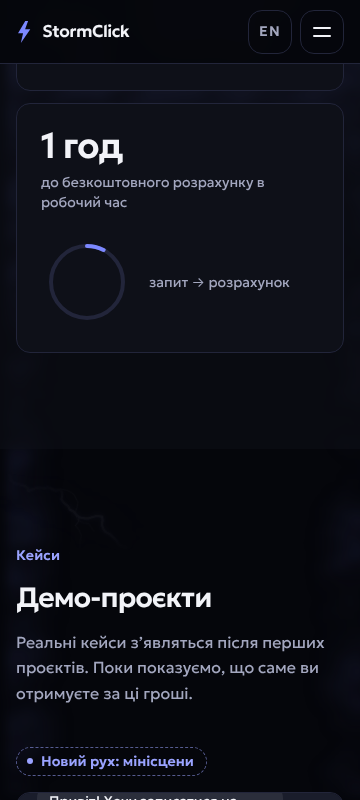 StormClick
EN
1 год
до безкоштовного розрахунку в
робочий час
запит → розрахунок
Кейси
Демо-проєкти
Реальні кейси з’являться після перших
проєктів. Поки показуємо, що саме ви
отримуєте за ці гроші.
Новий рух: мінісцени